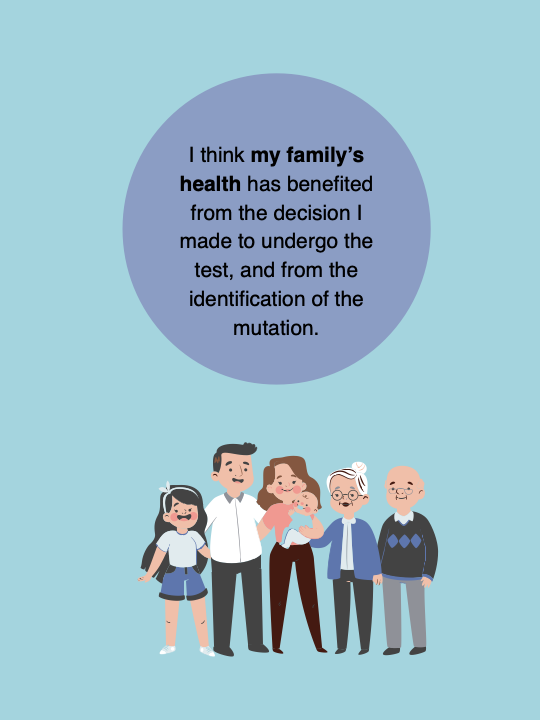 I think my family’s
health has benefited
from the decision I
made to undergo the
test, and from the
identification of the
mutation.